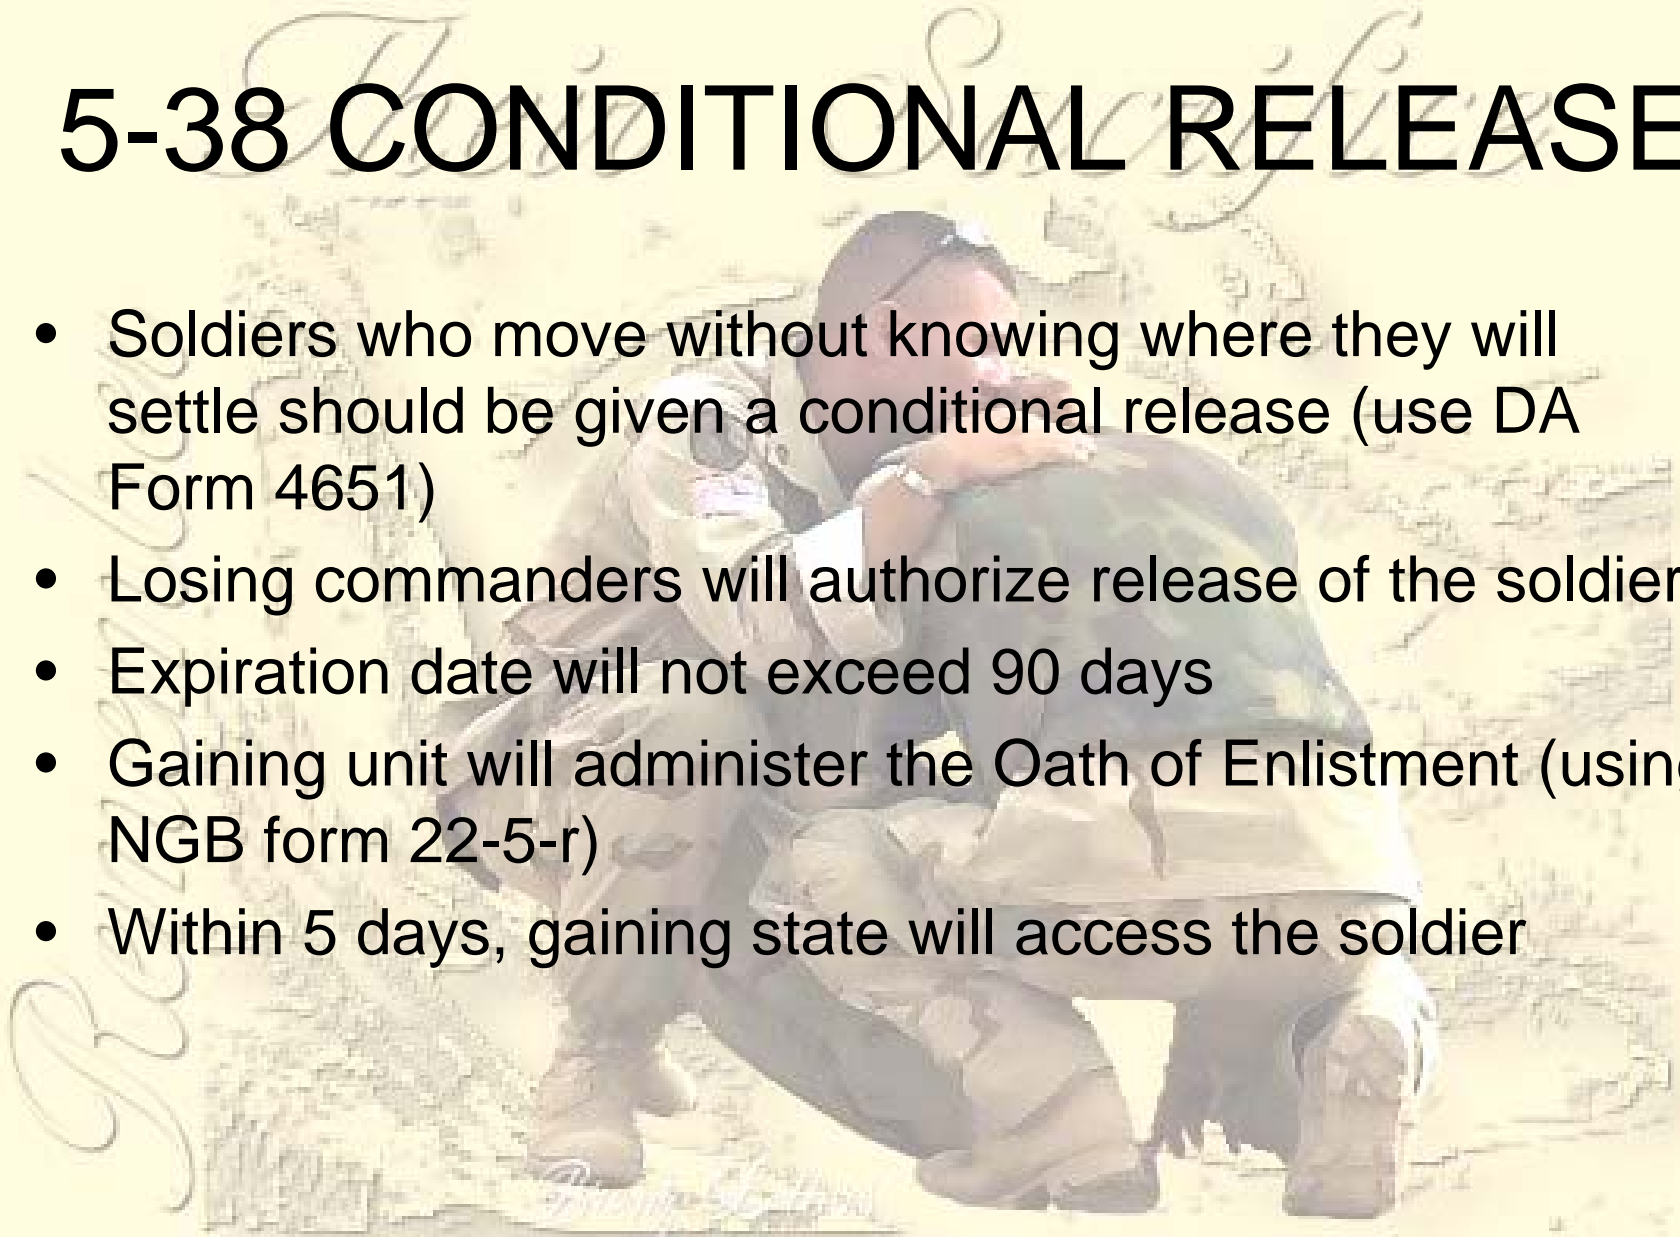 Their Sacrifice
5-38 CONDITIONAL RELEASE
• Soldiers who move without knowing where they will
settle should be given a conditional release (use DA
Form 4651)
• Losing commanders will authorize release of the soldier
• Expiration date will not exceed 90 days
• Gaining unit will administer the Oath of Enlistment (using
NGB form 22-5-r)
• Within 5 days, gaining state will access the soldier
Remember